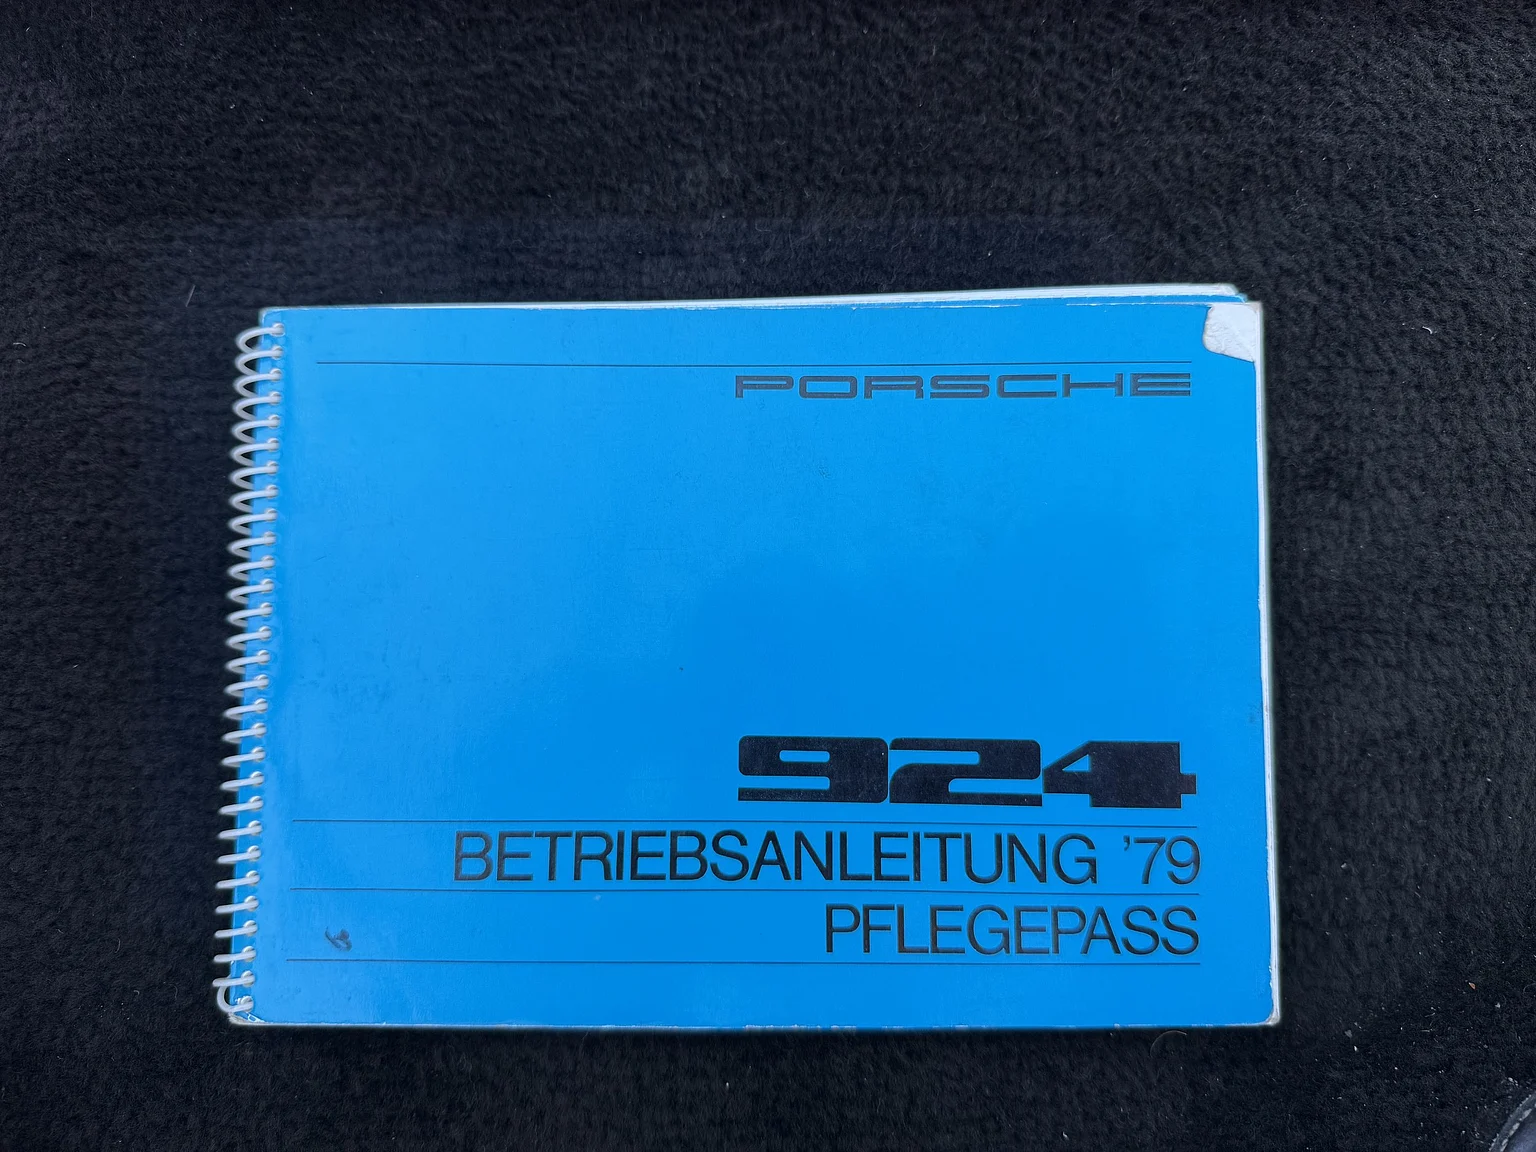 PORSCHE
924
BETRIEBSANLEITUNG '79
PFLEGEPASS